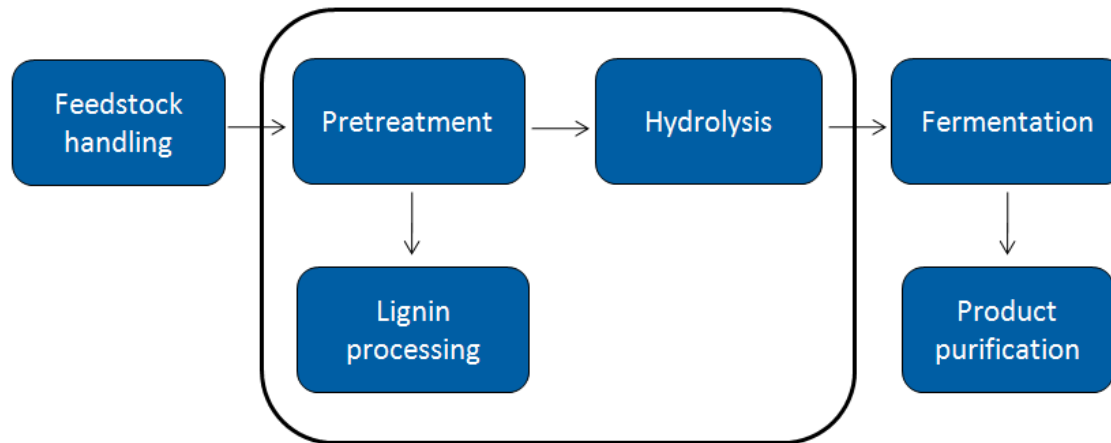 Feedstock
handling
Pretreatment
Hydrolysis
Fermentation
Lignin
processing
Product
purification